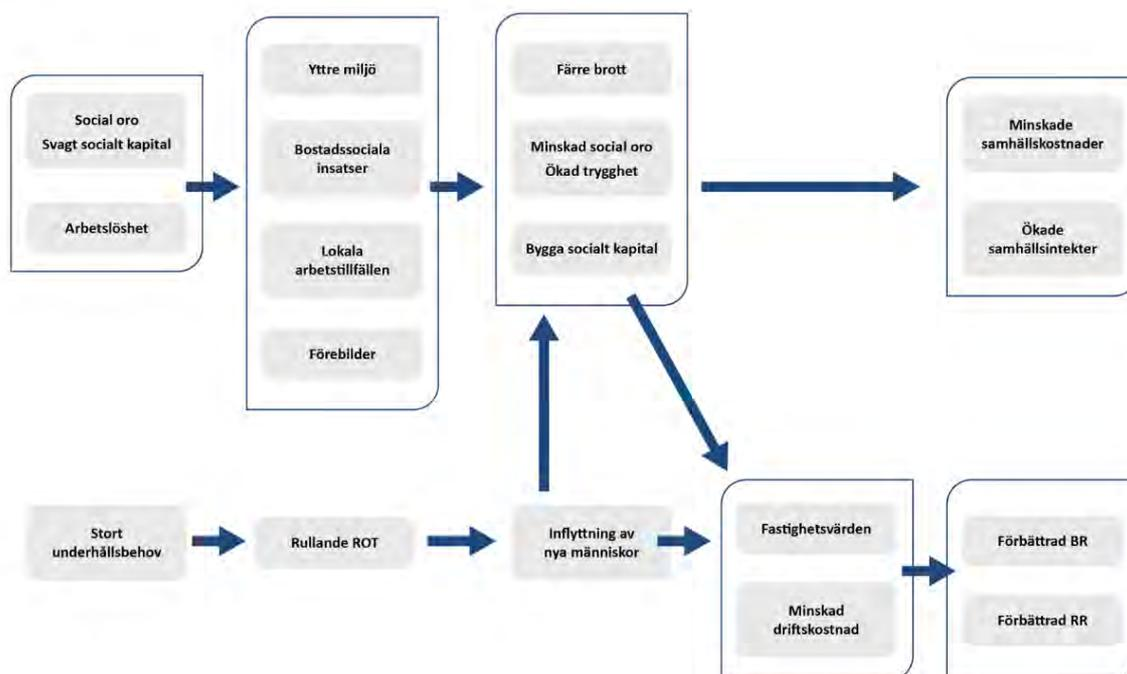 Social oro
Svagt socialt kapital
Arbetslöshet
Yttre miljö
Bostadssociala
insatser
Lokala
arbetstillfällen
Förebilder
Färre brott
Minskad social oro
Ökad trygghet
Bygga socialt kapital
Minskade
samhällskostnader
Ökade
samhällsintekter
Stort
underhållsbehov
Rullande ROT
Inflyttning av
nya människor
Fastighetsvärden
Minskad
driftskostnad
Förbättrad BR
Förbättrad RR